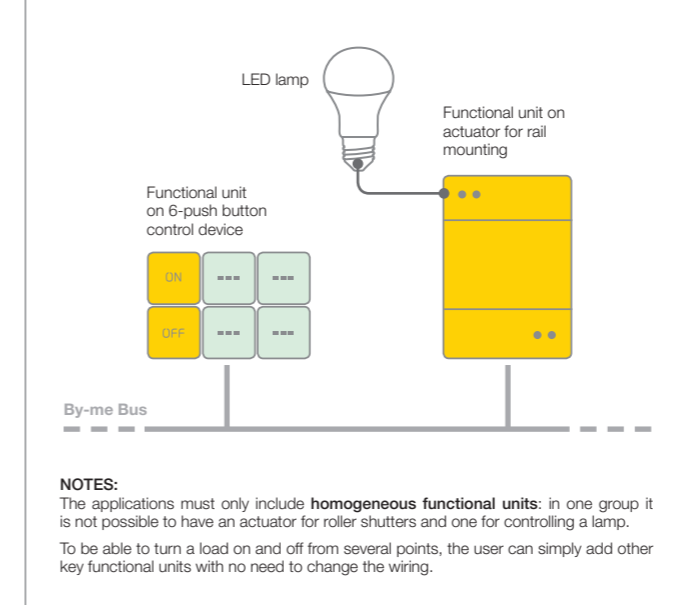 LED lamp
Functional unit on
actuator for rail
mounting
Functional unit
on 6-push button
control device
ON
---
---
OFF
---
---
By-me Bus
NOTES:
The applications must only include homogeneous functional units: in one group it
is not possible to have an actuator for roller shutters and one for controlling a lamp.
To be able to turn a load on and off from several points, the user can simply add other
key functional units with no need to change the wiring.